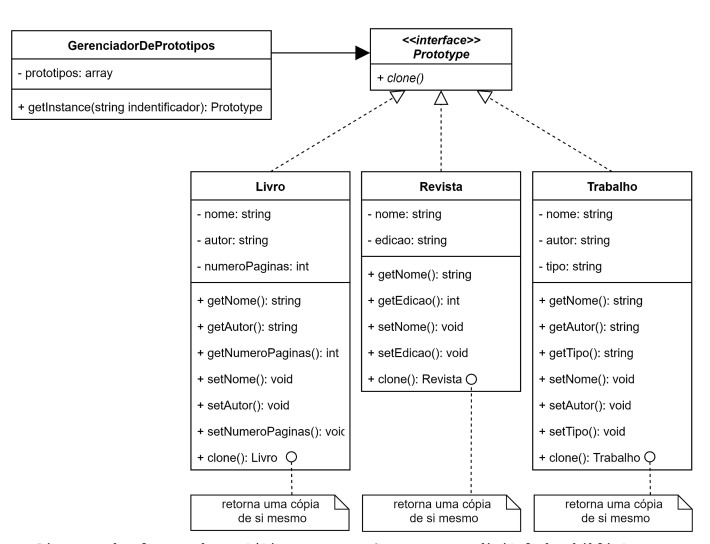 GerenciadorDePrototipos
- prototipos: array
+ getInstance(string indentificador): Prototype
<<interface>>
Prototype
+ clone()
Livro
- nome: string
- autor: string
- numeroPaginas: int
+ getNome(): string
+ getAutor(): string
+ getNumeroPaginas(): int
+ setNome(): void
+ setAutor(): void
+ setNumeroPaginas(): void
+ clone(): Livro
retorna uma cópia
de si mesmo
Revista
- nome: string
- edicao: string
+ getNome(): string
+ getEdicao(): int
+ setNome(): void
+ setEdicao(): void
+ clone(): Revista
retorna uma cópia
de si mesmo
Trabalho
- nome: string
- autor: string
- tipo: string
+ getNome(): string
+ getAutor(): string
+ getTipo(): string
+ setNome(): void
+ setAutor(): void
+ setTipo(): void
+ clone(): Trabalho
retorna uma cópia
de si mesmo